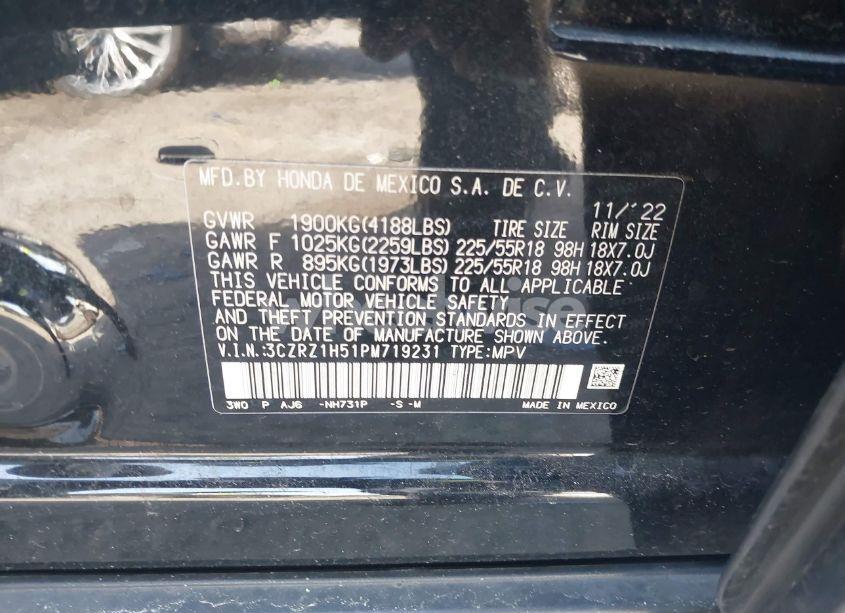 MFD.BY HONDA DE MEXICO S.A. DE C.V.
11/'22
GVWR 1900KG(4188LBS) TIRE SIZE RIM SIZE
GAWR F 1025KG(2259LBS) 225/55R18 98H 18X7.0J
GAWR R 895KG(1973LBS) 225/55R18 98H 18X7.0J
THIS VEHICLE CONFORMS TO ALL APPLICABLE
FEDERAL MOTOR VEHICLE SAFETY
AND THEFT PREVENTION STANDARDS IN EFFECT
ON THE DATE OF MANUFACTURE SHOWN ABOVE.
V.I.N.:3CZRZ1H51PM719231 TYPE:MPV
3W0 P AJ6 -NH731P -S -M MADE IN MEXICO